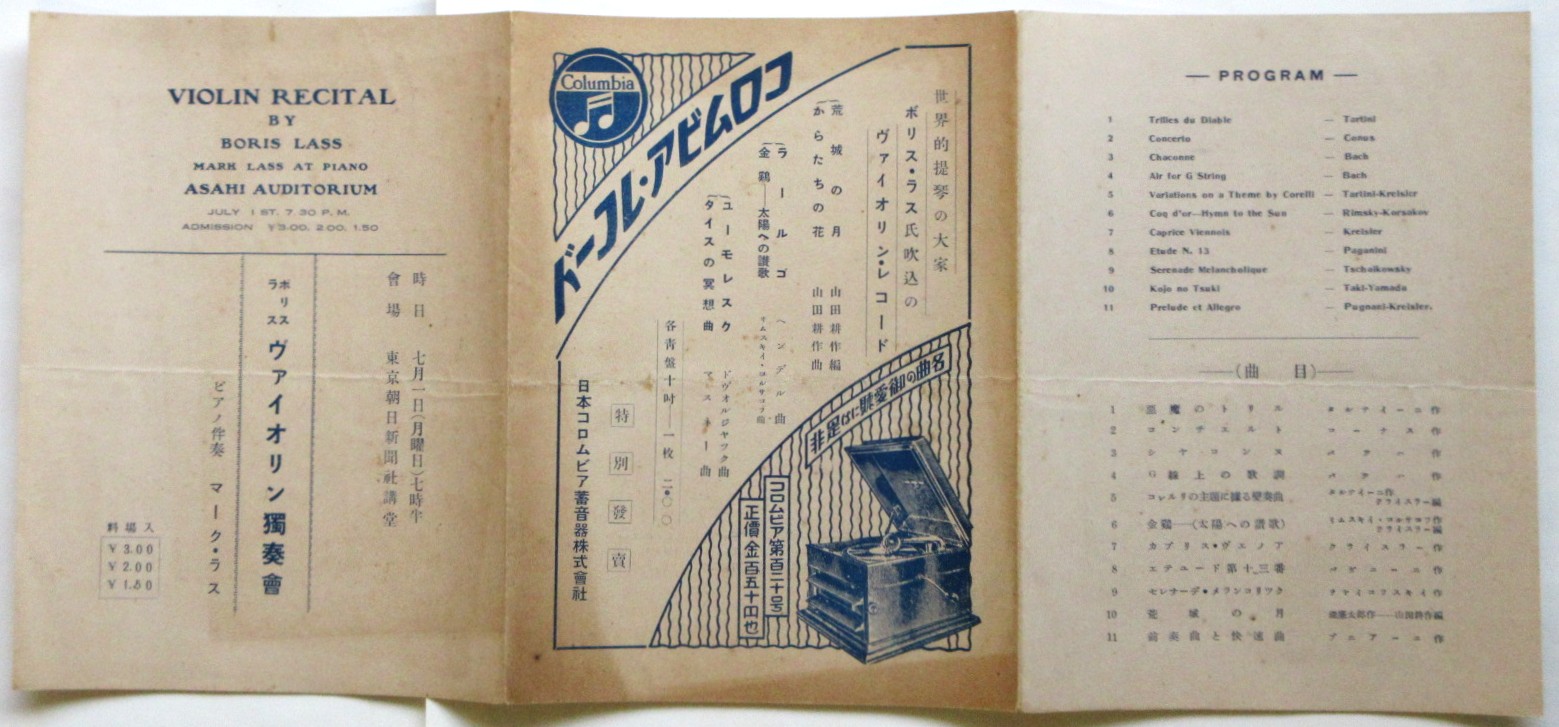 VIOLIN RECITAL
BY
BORIS LASS
MARK LASS AT PIANO
ASAHI AUDITORIUM
JULY 1 ST. 7.30 P. M.
ADMISSION ¥3.00. 2.00. 1.50
時日 七月一日(月曜日)七時半
會場 東京朝日新聞社講堂
ボリス
ラス
ヴァイオリン獨奏會
ピアノ伴奏 マーク・ラス
入場料
¥ 3.00
¥ 2.00
¥ 1.50
Columbia
コロムビア・レコード
世界的提琴の大家
ボリス・ラス氏吹込の
ヴァイオリン・レコード
荒城の月 山田耕作編
からたちの花 山田耕作曲
ラールゴ ヘンデル曲
金鷄—太陽への讃歌 リムスキイ・コルサコフ曲
ユーモレスク ドヴオルジヤツク曲
タイスの冥想曲 マスネー曲
各靑盤十吋—一枚 二・〇〇
特別發賣
日本コロムビア蓄音器株式會社
名曲の御愛聽には是非
コロムビア第百二十号
正價金百五十円也
— PROGRAM —
1 Trilles du Diable — Tartini
2 Concerto — Conus
3 Chaconne — Bach
4 Air for G String — Bach
5 Variations on a Theme by Corelli — Tartini-Kreisler
6 Coq d'or—Hymn to the Sun — Rimsky-Korsakov
7 Caprice Viennois — Kreisler
8 Etude N. 13 — Paganini
9 Serenade Melancholique — Tschaikowsky
10 Kojo no Tsuki — Taki-Yamada
11 Prelude et Allegro — Pugnani-Kreisler.
—(曲 目)—
1 惡魔のトリル タルティーニ作
2 コンチエルト コーナス作
3 シヤコンヌ バツハ作
4 G線上の歌調 バツハ作
5 コレルリの主題に據る變奏曲 タルティーニ作 クライスラー編
6 金鷄—(太陽への讃歌) リムスキイ・コルサコフ作 クライスラー編
7 カプリス・ヴエノア クライスラー作
8 エテユード第十三番 パガニーニ作
9 セレナーデ・メランコリツク チヤイコフスキイ作
10 荒城の月 瀧廉太郎作—山田耕作編
11 前奏曲と快速曲